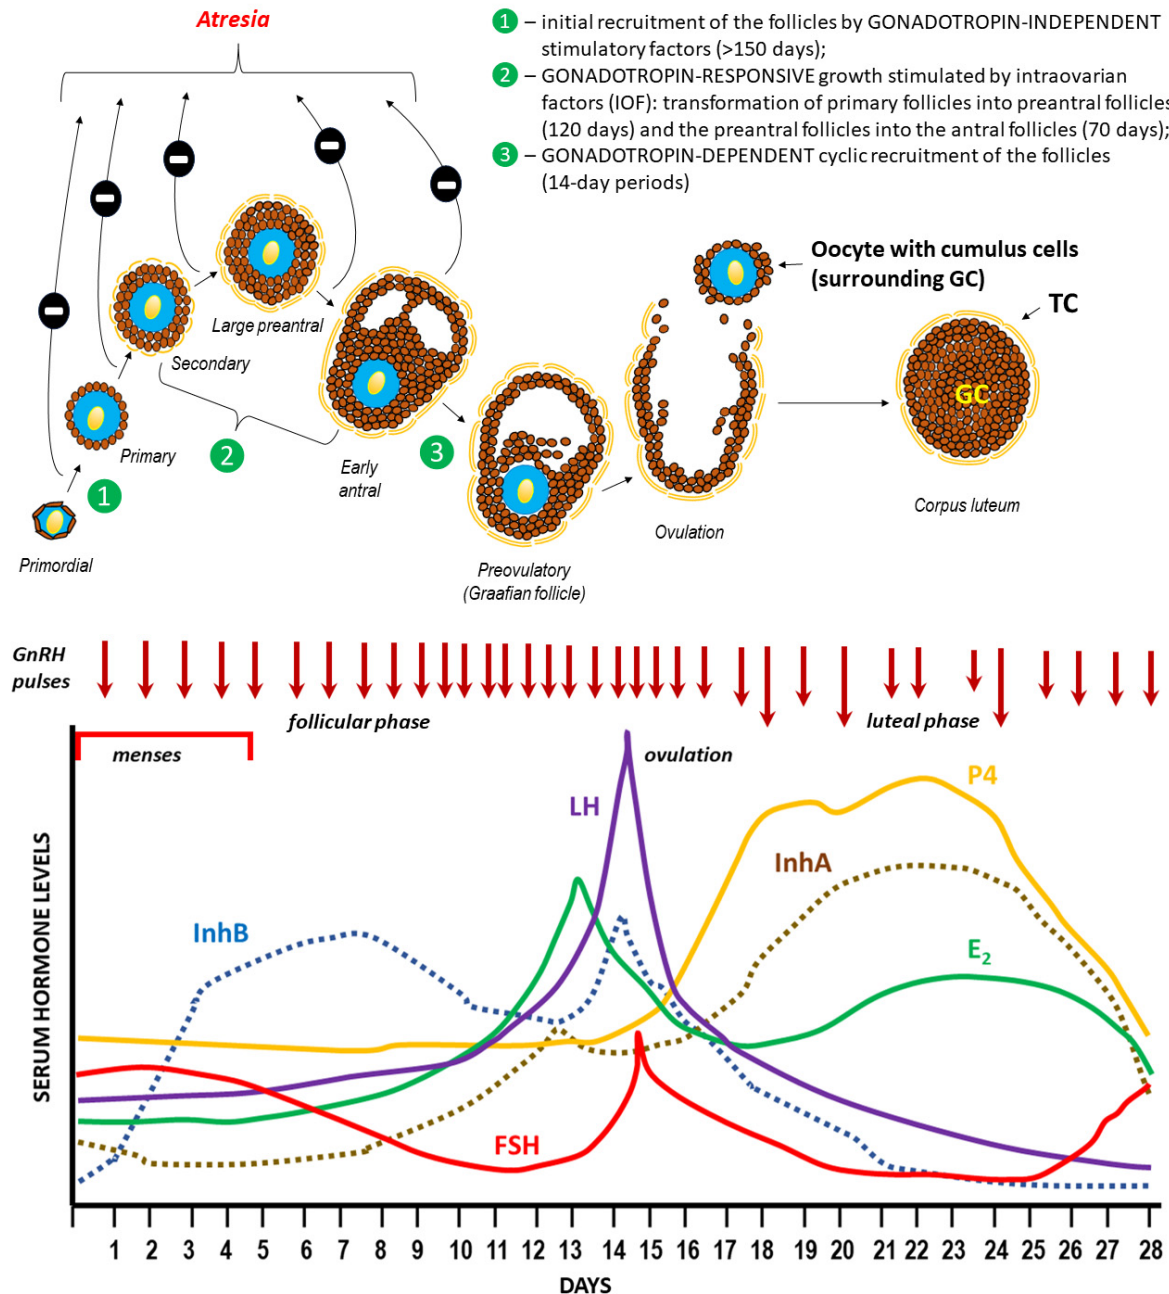 Atresia
1 – initial recruitment of the follicles by GONADOTROPIN-INDEPENDENT
stimulatory factors (>150 days);
2 – GONADOTROPIN-RESPONSIVE growth stimulated by intraovarian
factors (IOF): transformation of primary follicles into preantral follicles
(120 days) and the preantral follicles into the antral follicles (70 days);
3 – GONADOTROPIN-DEPENDENT cyclic recruitment of the follicles
(14-day periods)
Oocyte with cumulus cells
(surrounding GC)
TC
Large preantral
Secondary
GC
Primary
2
3
Early
antral
1
Corpus luteum
Ovulation
Primordial
Preovulatory
(Graafian follicle)
GnRH
pulses
follicular phase
luteal phase
menses
ovulation
P4
LH
InhA
InhB
E₂
FSH
SERUM HORMONE LEVELS
1 2 3 4 5 6 7 8 9 10 11 12 13 14 15 16 17 18 19 20 21 22 23 24 25 26 27 28
DAYS